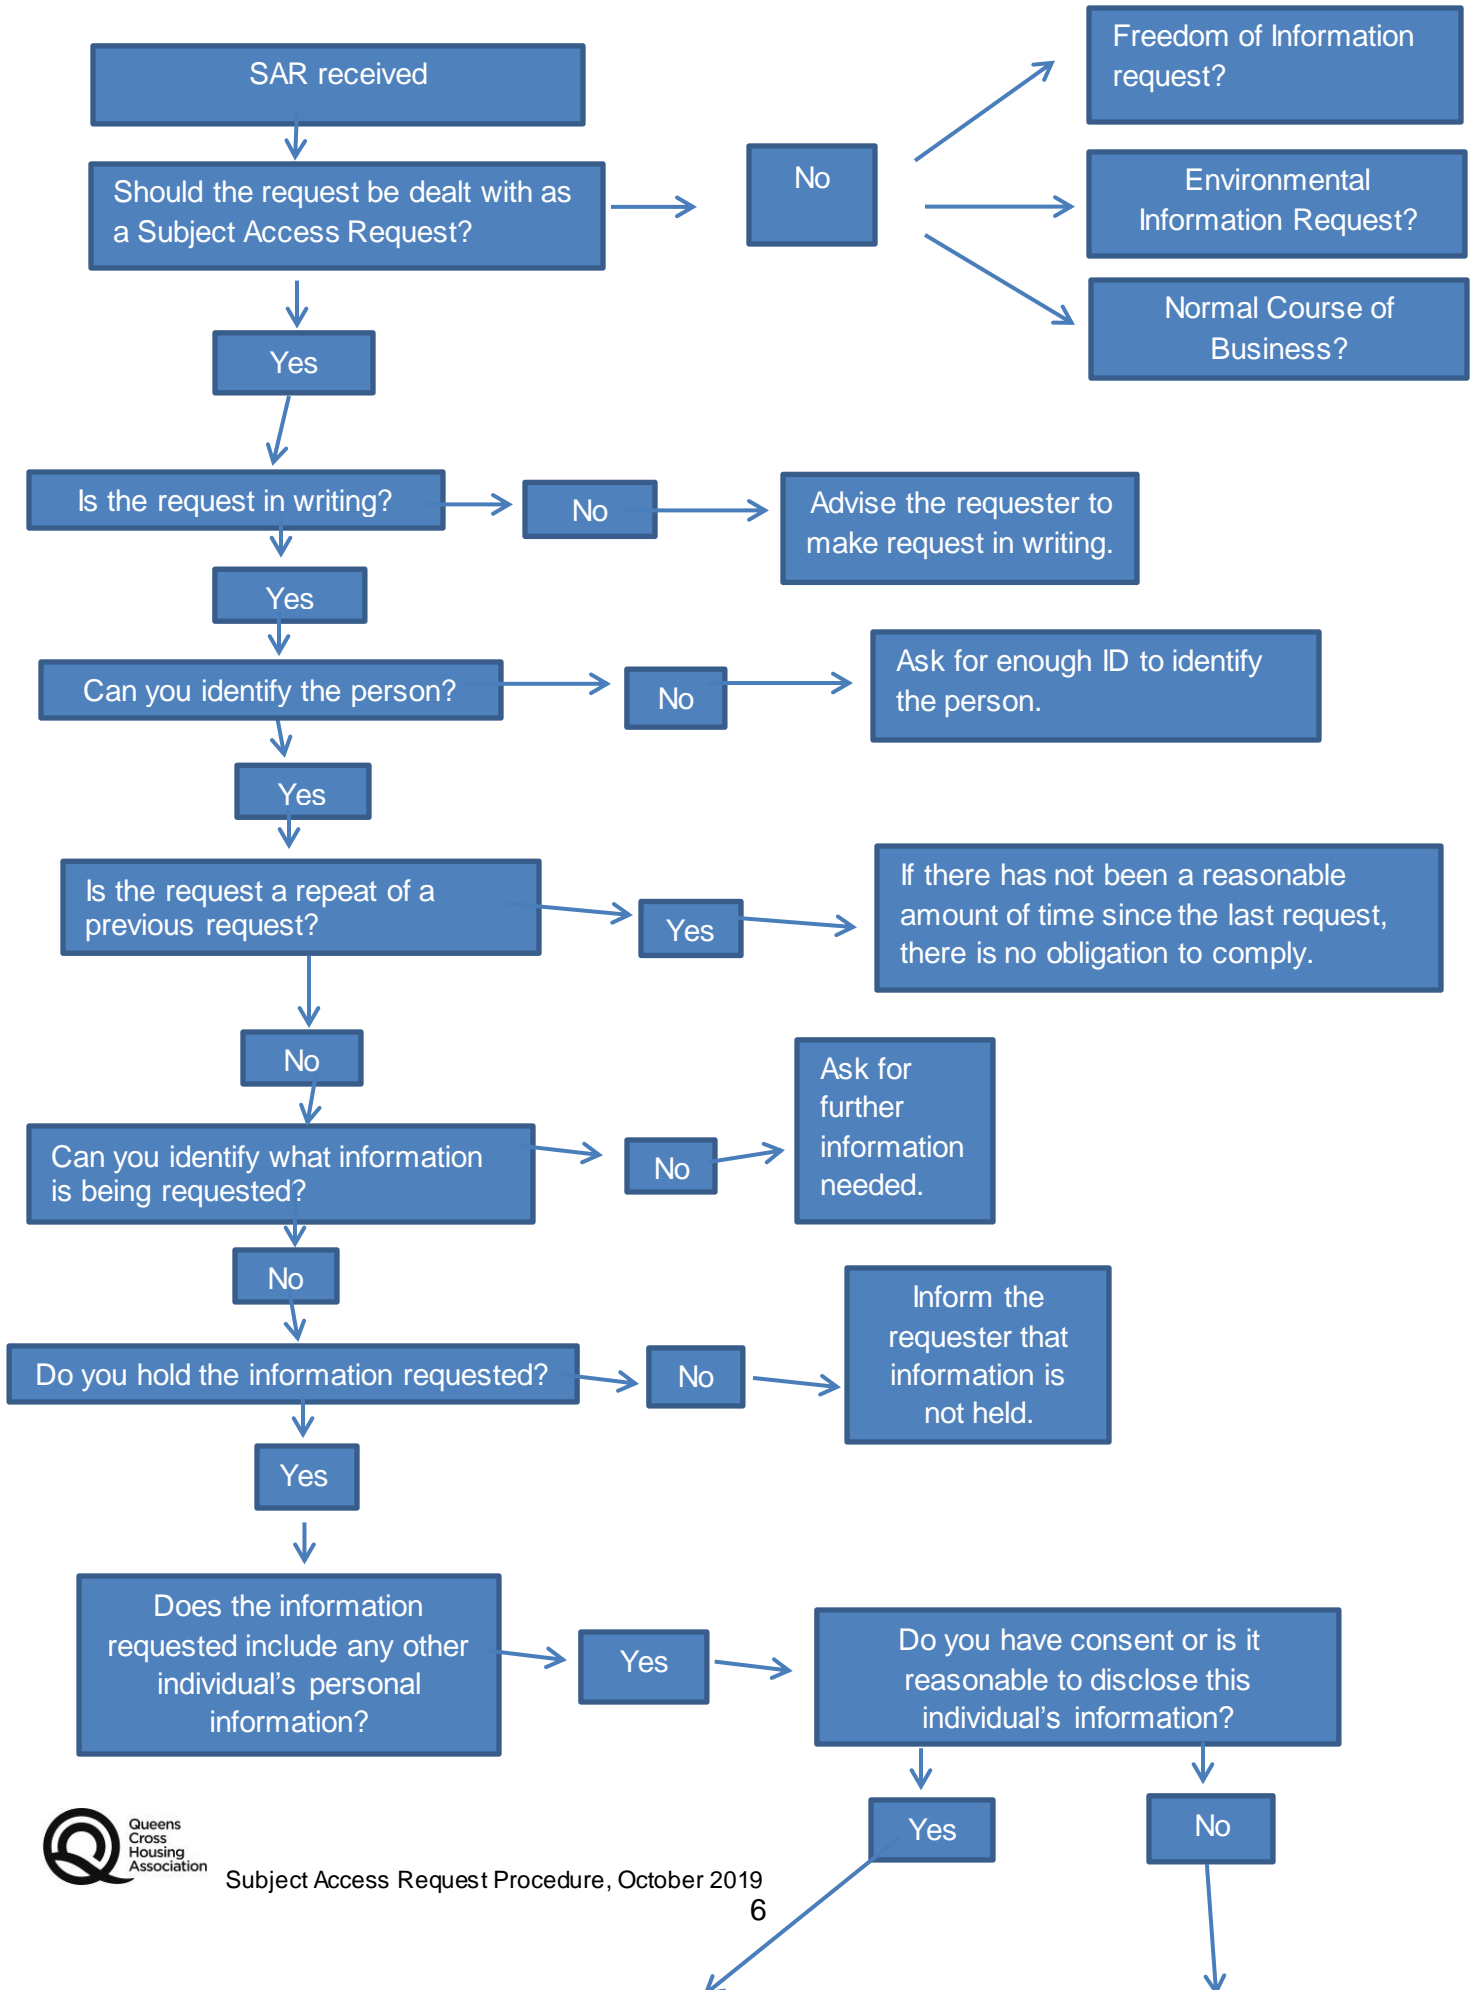 SAR received
Freedom of Information
request?
Should the request be dealt with as
a Subject Access Request?
No
Environmental
Information Request?
Normal Course of
Business?
Yes
Is the request in writing?
No
Advise the requester to
make request in writing.
Yes
Can you identify the person?
No
Ask for enough ID to identify
the person.
Yes
Is the request a repeat of a
previous request?
Yes
If there has not been a reasonable
amount of time since the last request,
there is no obligation to comply.
No
Can you identify what information
is being requested?
No
Ask for
further
information
needed.
No
Do you hold the information requested?
No
Inform the
requester that
information is
not held.
Yes
Does the information
requested include any other
individual's personal
information?
Yes
Do you have consent or is it
reasonable to disclose this
individual's information?
Yes
No
Queens
Cross
Housing
Association
Subject Access Request Procedure, October 2019
6